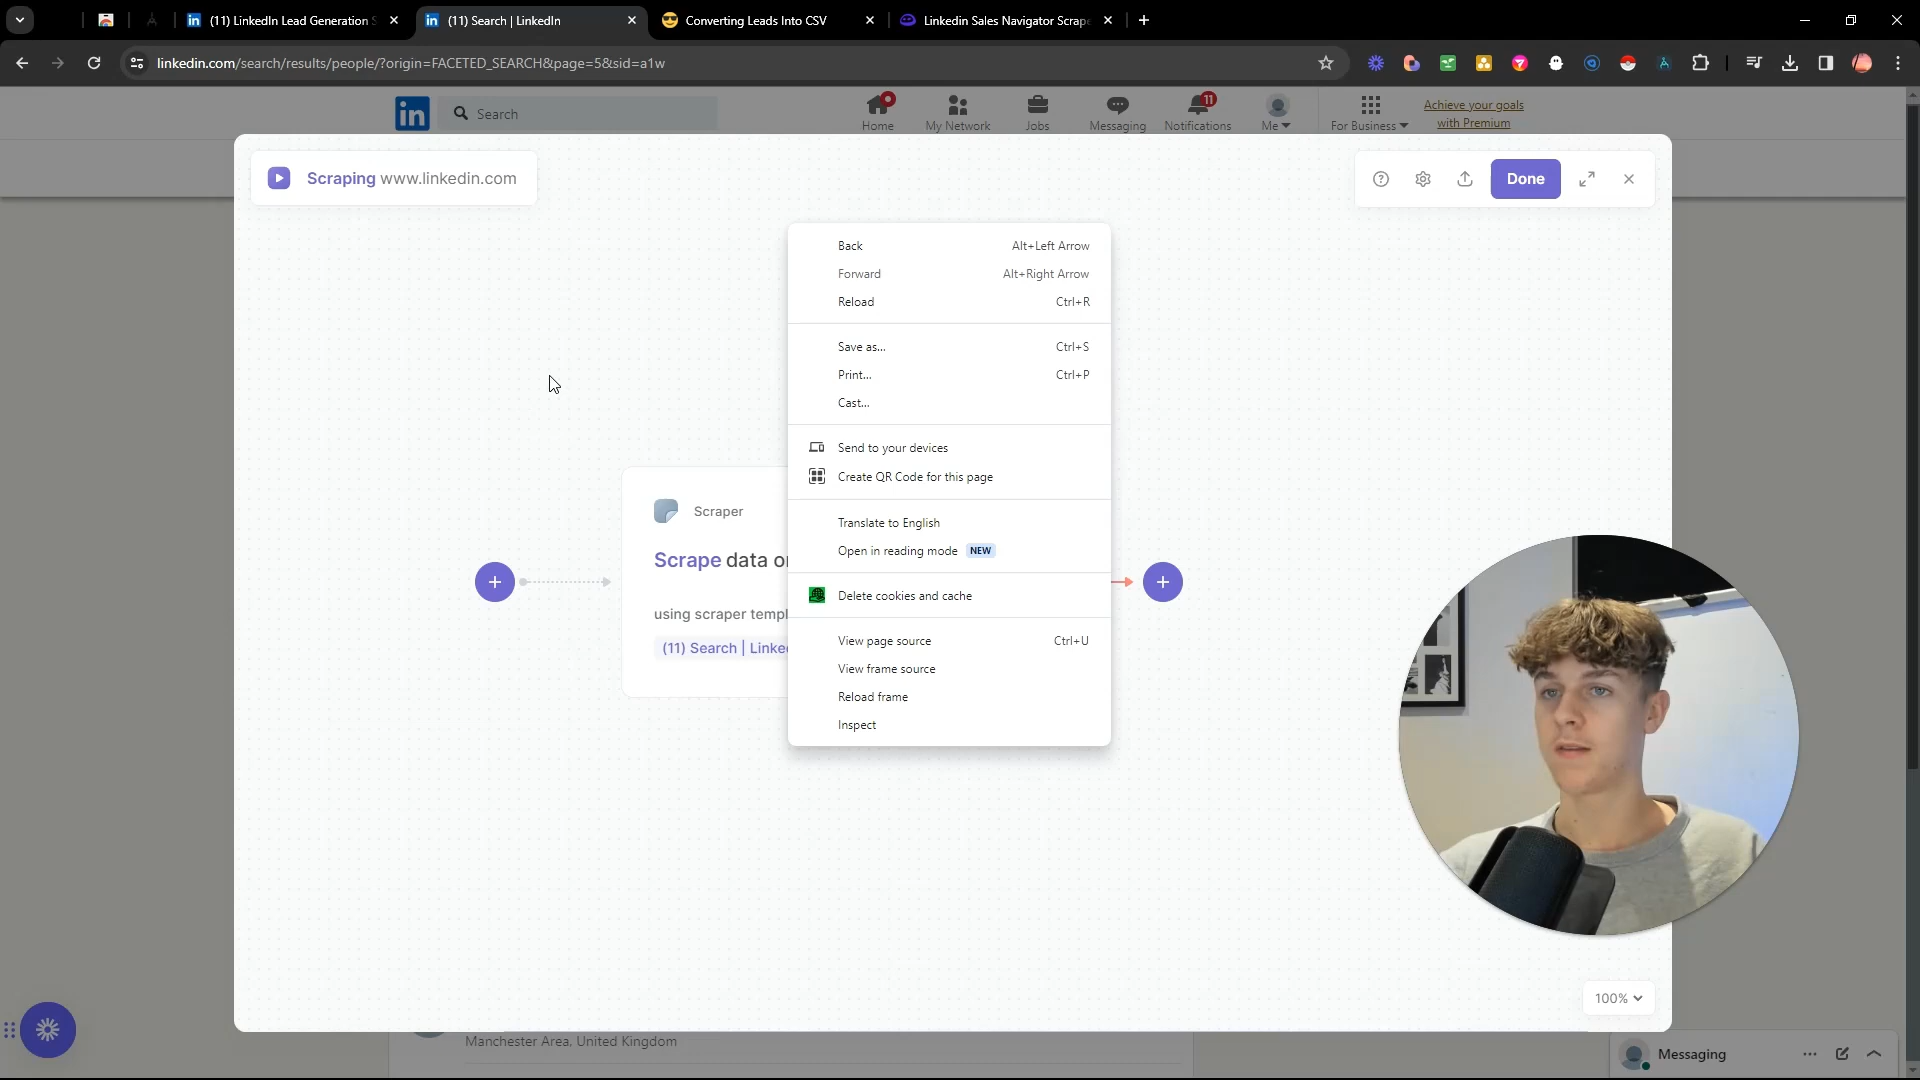 (11) LinkedIn Lead Generation S
(11) Search | LinkedIn
Converting Leads Into CSV
Linkedin Sales Navigator Scrape
linkedin.com/search/results/people/?origin=FACETED_SEARCH&page=5&sid=a1w
in
Search
Home
My Network
Jobs
Messaging
11
Notifications
Me
For Business
Achieve your goals
with Premium
Scraping www.linkedin.com
Done
Back Alt+Left Arrow
Forward Alt+Right Arrow
Reload Ctrl+R
Save as... Ctrl+S
Print... Ctrl+P
Cast...
Send to your devices
Create QR Code for this page
Translate to English
Open in reading mode NEW
Delete cookies and cache
View page source Ctrl+U
View frame source
Reload frame
Inspect
Scraper
Scrape data o
using scraper templ
(11) Search | Linke
100%
Manchester Area, United Kingdom
Messaging